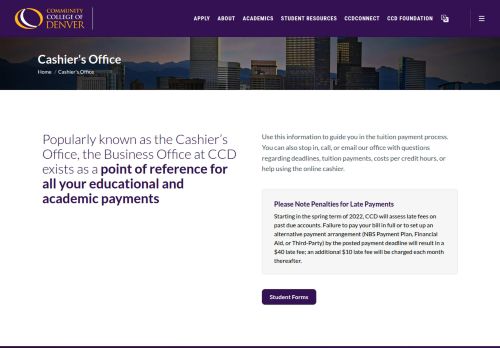 COMMUNITY
COLLEGE OF
DENVER
APPLY ABOUT ACADEMICS STUDENT RESOURCES CCDCONNECT CCD FOUNDATION
Cashier's Office
Home / Cashier's Office
Popularly known as the Cashier's
Office, the Business Office at CCD
exists as a point of reference for
all your educational and
academic payments
Use this information to guide you in the tuition payment process.
You can also stop in, call, or email our office with questions
regarding deadlines, tuition payments, costs per credit hours, or
help using the online cashier.
Please Note Penalties for Late Payments
Starting in the spring term of 2022, CCD will assess late fees on
past due accounts. Failure to pay your bill in full or to set up an
alternative payment arrangement (NBS Payment Plan, Financial
Aid, or Third-Party) by the posted payment deadline will result in a
$40 late fee; an additional $10 late fee will be charged each month
thereafter.
Student Forms